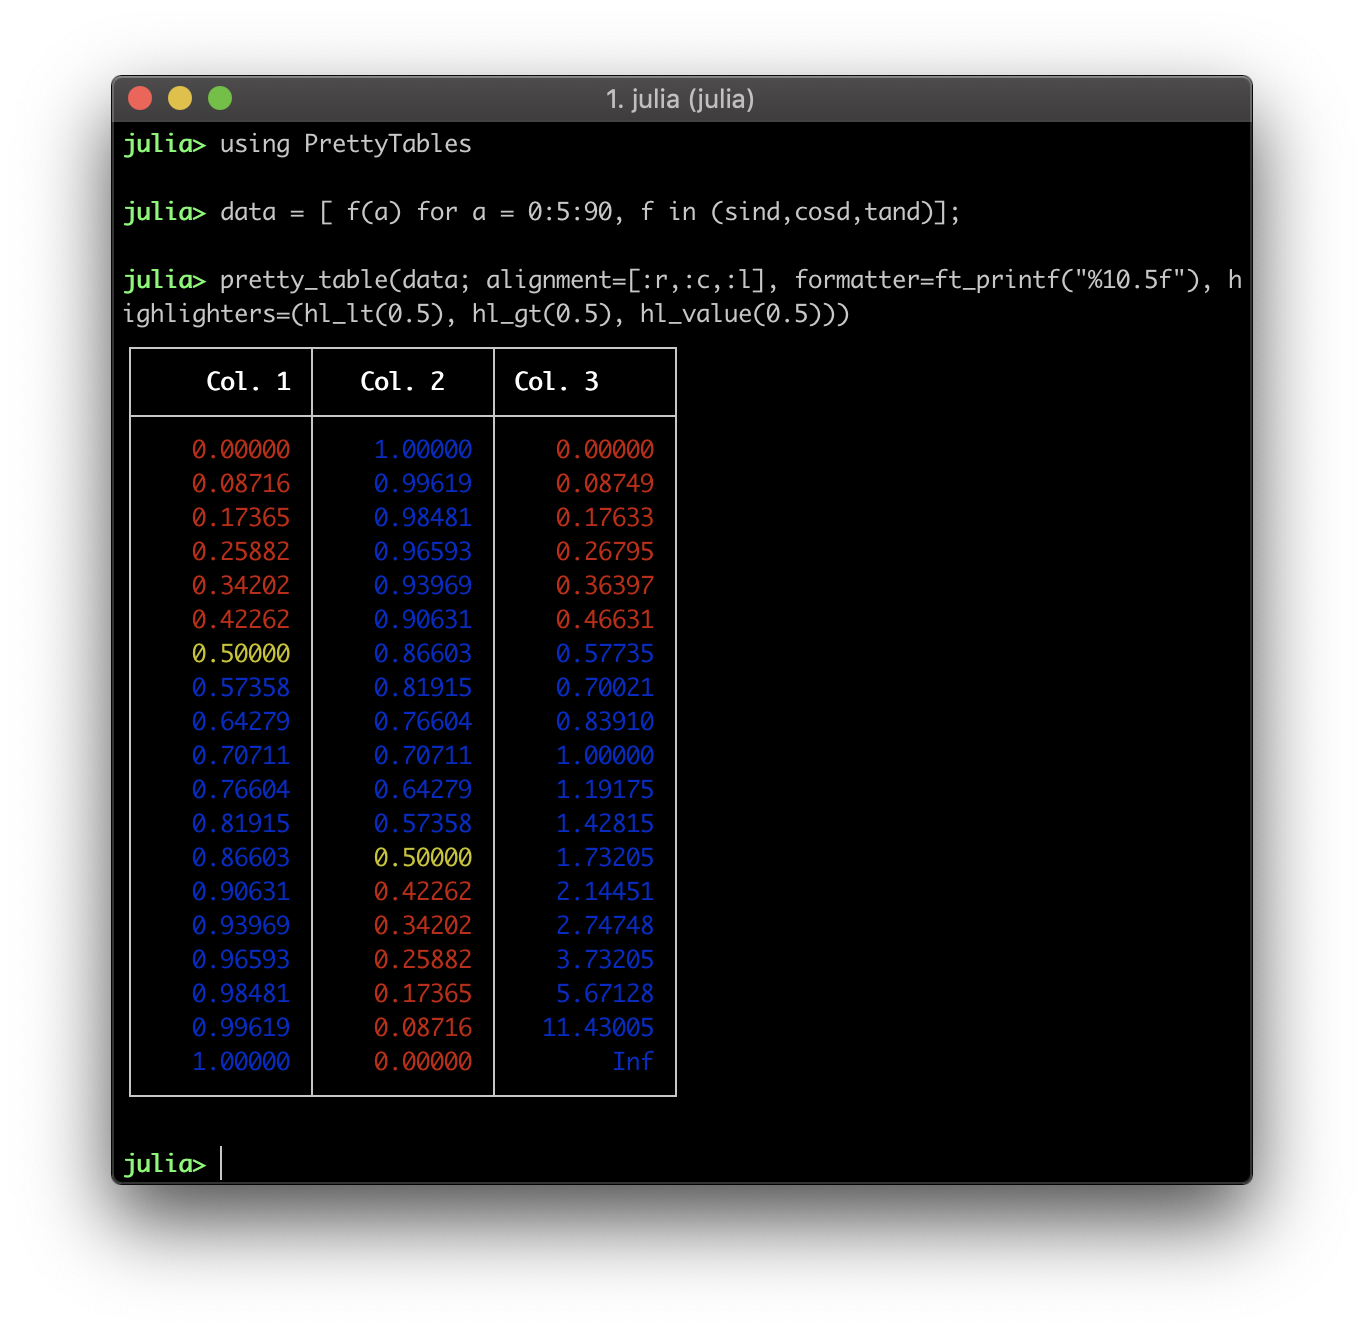 1. julia (julia)
julia> using PrettyTables
julia> data = [ f(a) for a = 0:5:90, f in (sind,cosd,tand)];
julia> pretty_table(data; alignment=[:r,:c,:l], formatter=ft_printf("%10.5f"), h
ighlighters=(hl_lt(0.5), hl_gt(0.5), hl_value(0.5)))
Col. 1 Col. 2 Col. 3
0.00000 1.00000 0.00000
0.08716 0.99619 0.08749
0.17365 0.98481 0.17633
0.25882 0.96593 0.26795
0.34202 0.93969 0.36397
0.42262 0.90631 0.46631
0.50000 0.86603 0.57735
0.57358 0.81915 0.70021
0.64279 0.76604 0.83910
0.70711 0.70711 1.00000
0.76604 0.64279 1.19175
0.81915 0.57358 1.42815
0.86603 0.50000 1.73205
0.90631 0.42262 2.14451
0.93969 0.34202 2.74748
0.96593 0.25882 3.73205
0.98481 0.17365 5.67128
0.99619 0.08716 11.43005
1.00000 0.00000 Inf
julia>